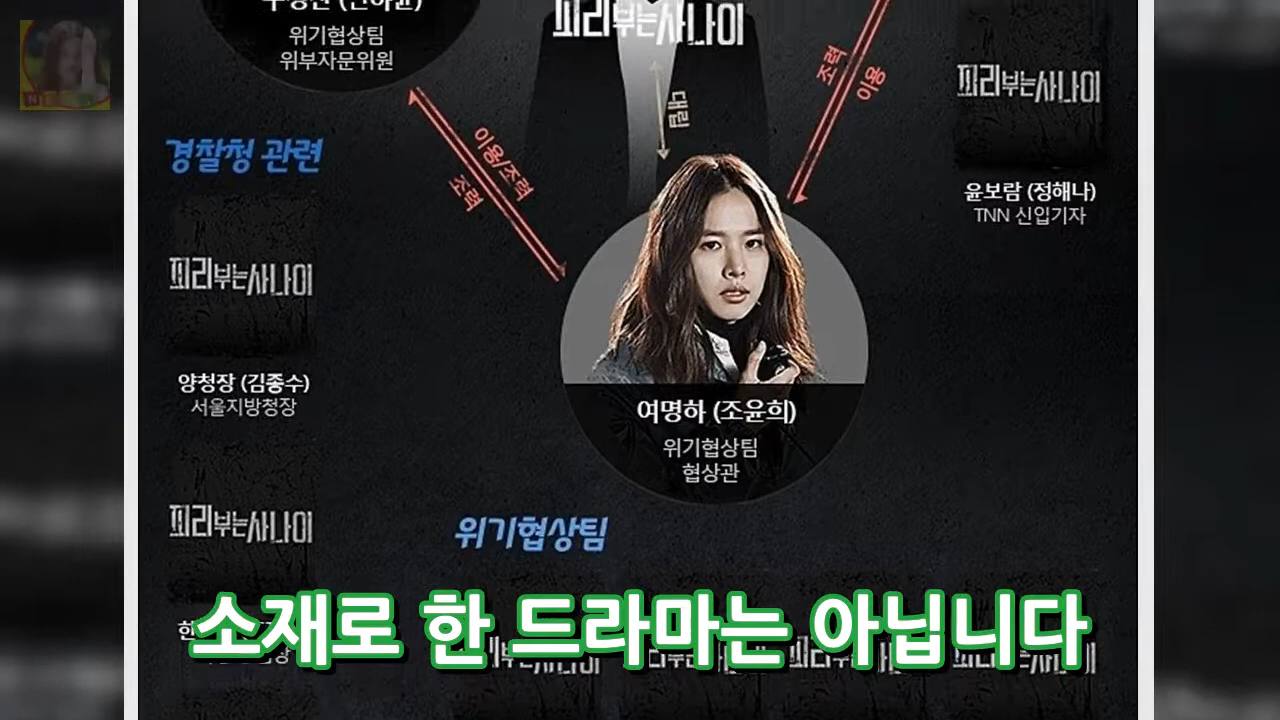 위기협상팀
위부자문위원
피리부는사나이
조력
이용
대립
피리부는사나이
경찰청 관련
이용/조력
조력
윤보람 (정해나)
TNN 신입기자
피리부는사나이
양청장 (김종수)
서울지방청장
여명하 (조윤희)
위기협상팀
협상관
피리부는사나이
위기협상팀
소재로 한 드라마는 아닙니다